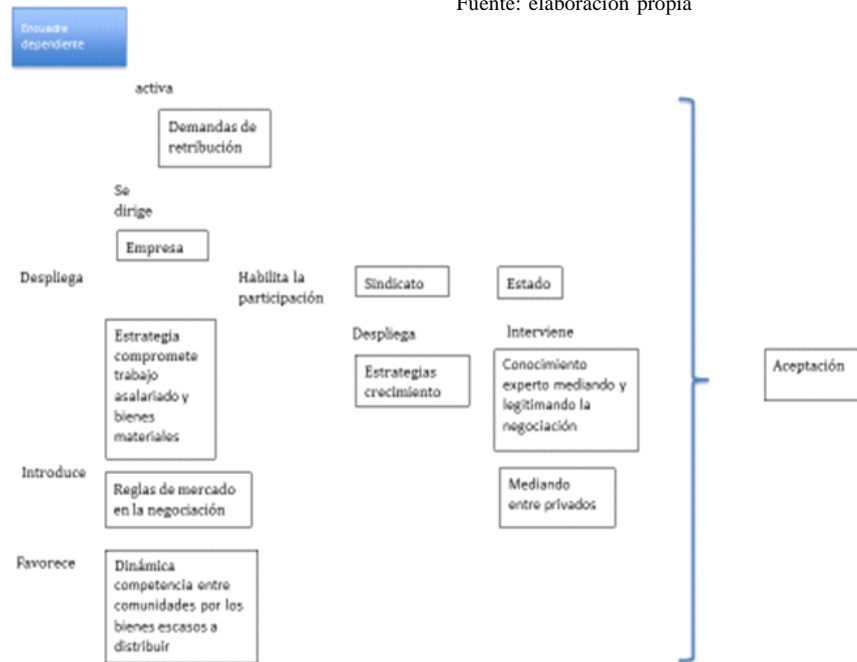 Fuente: elaboración propia
Encuadre
dependiente
activa
Demandas de
retribución
Se
dirige
Empresa
Despliega
Habilita la
participación
Sindicato
Estado
Estrategia
compromete
trabajo
asalariado y
bienes
materiales
Despliega
Estrategias
crecimiento
Interviene
Conocimiento
experto mediando y
legitimando la
negociación
Aceptación
Introduce
Reglas de mercado
en la negociación
Mediando
entre privados
Favorece
Dinámica
competencia entre
comunidades por los
bienes escasos a
distribuir